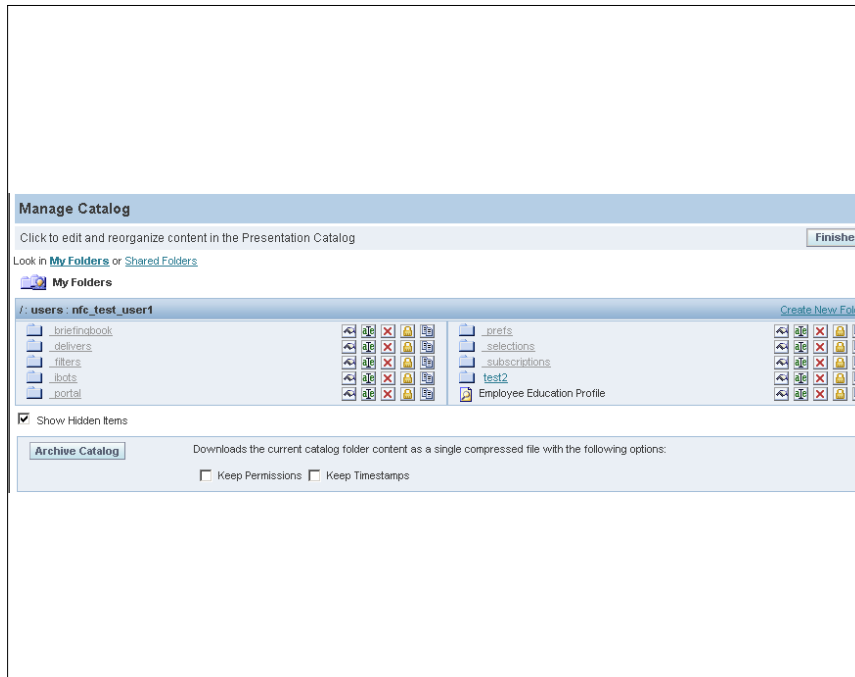 Manage Catalog
Click to edit and reorganize content in the Presentation Catalog
Finishe
Look in My Folders or Shared Folders
My Folders
/ : users : nfc_test_user1
Create New Fol
_briefingbook
_delivers
_filters
_ibots
_portal
_prefs
_selections
_subscriptions
test2
Employee Education Profile
Show Hidden Items
Archive Catalog
Downloads the current catalog folder content as a single compressed file with the following options:
Keep Permissions
Keep Timestamps